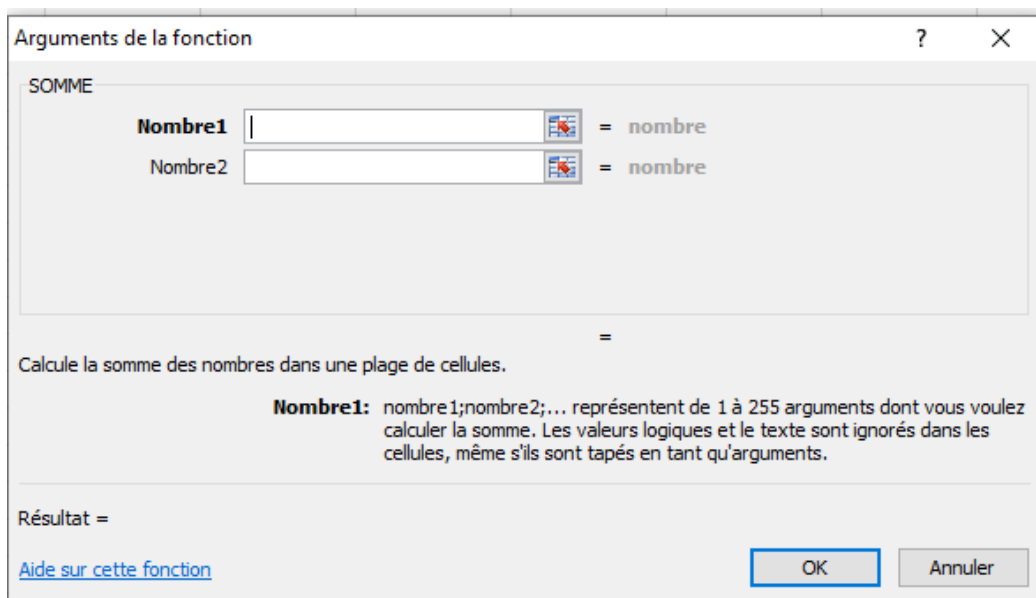 Arguments de la fonction ? ×
SOMME
Nombre1 = nombre
Nombre2 = nombre
=
Calcule la somme des nombres dans une plage de cellules.
Nombre1: nombre1;nombre2;... représentent de 1 à 255 arguments dont vous voulez
calculer la somme. Les valeurs logiques et le texte sont ignorés dans les
cellules, même s'ils sont tapés en tant qu'arguments.
Résultat =
Aide sur cette fonction OK Annuler